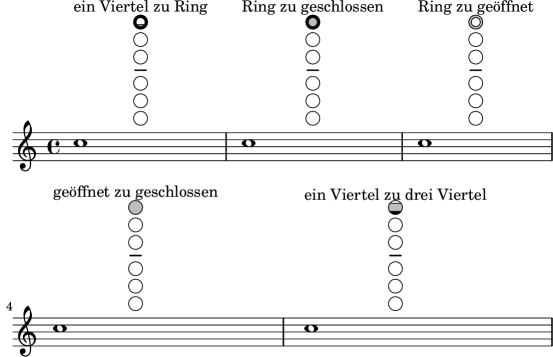 ein Viertel zu Ring Ring zu geschlossen Ring zu geöffnet
geöffnet zu geschlossen ein Viertel zu drei Viertel
4